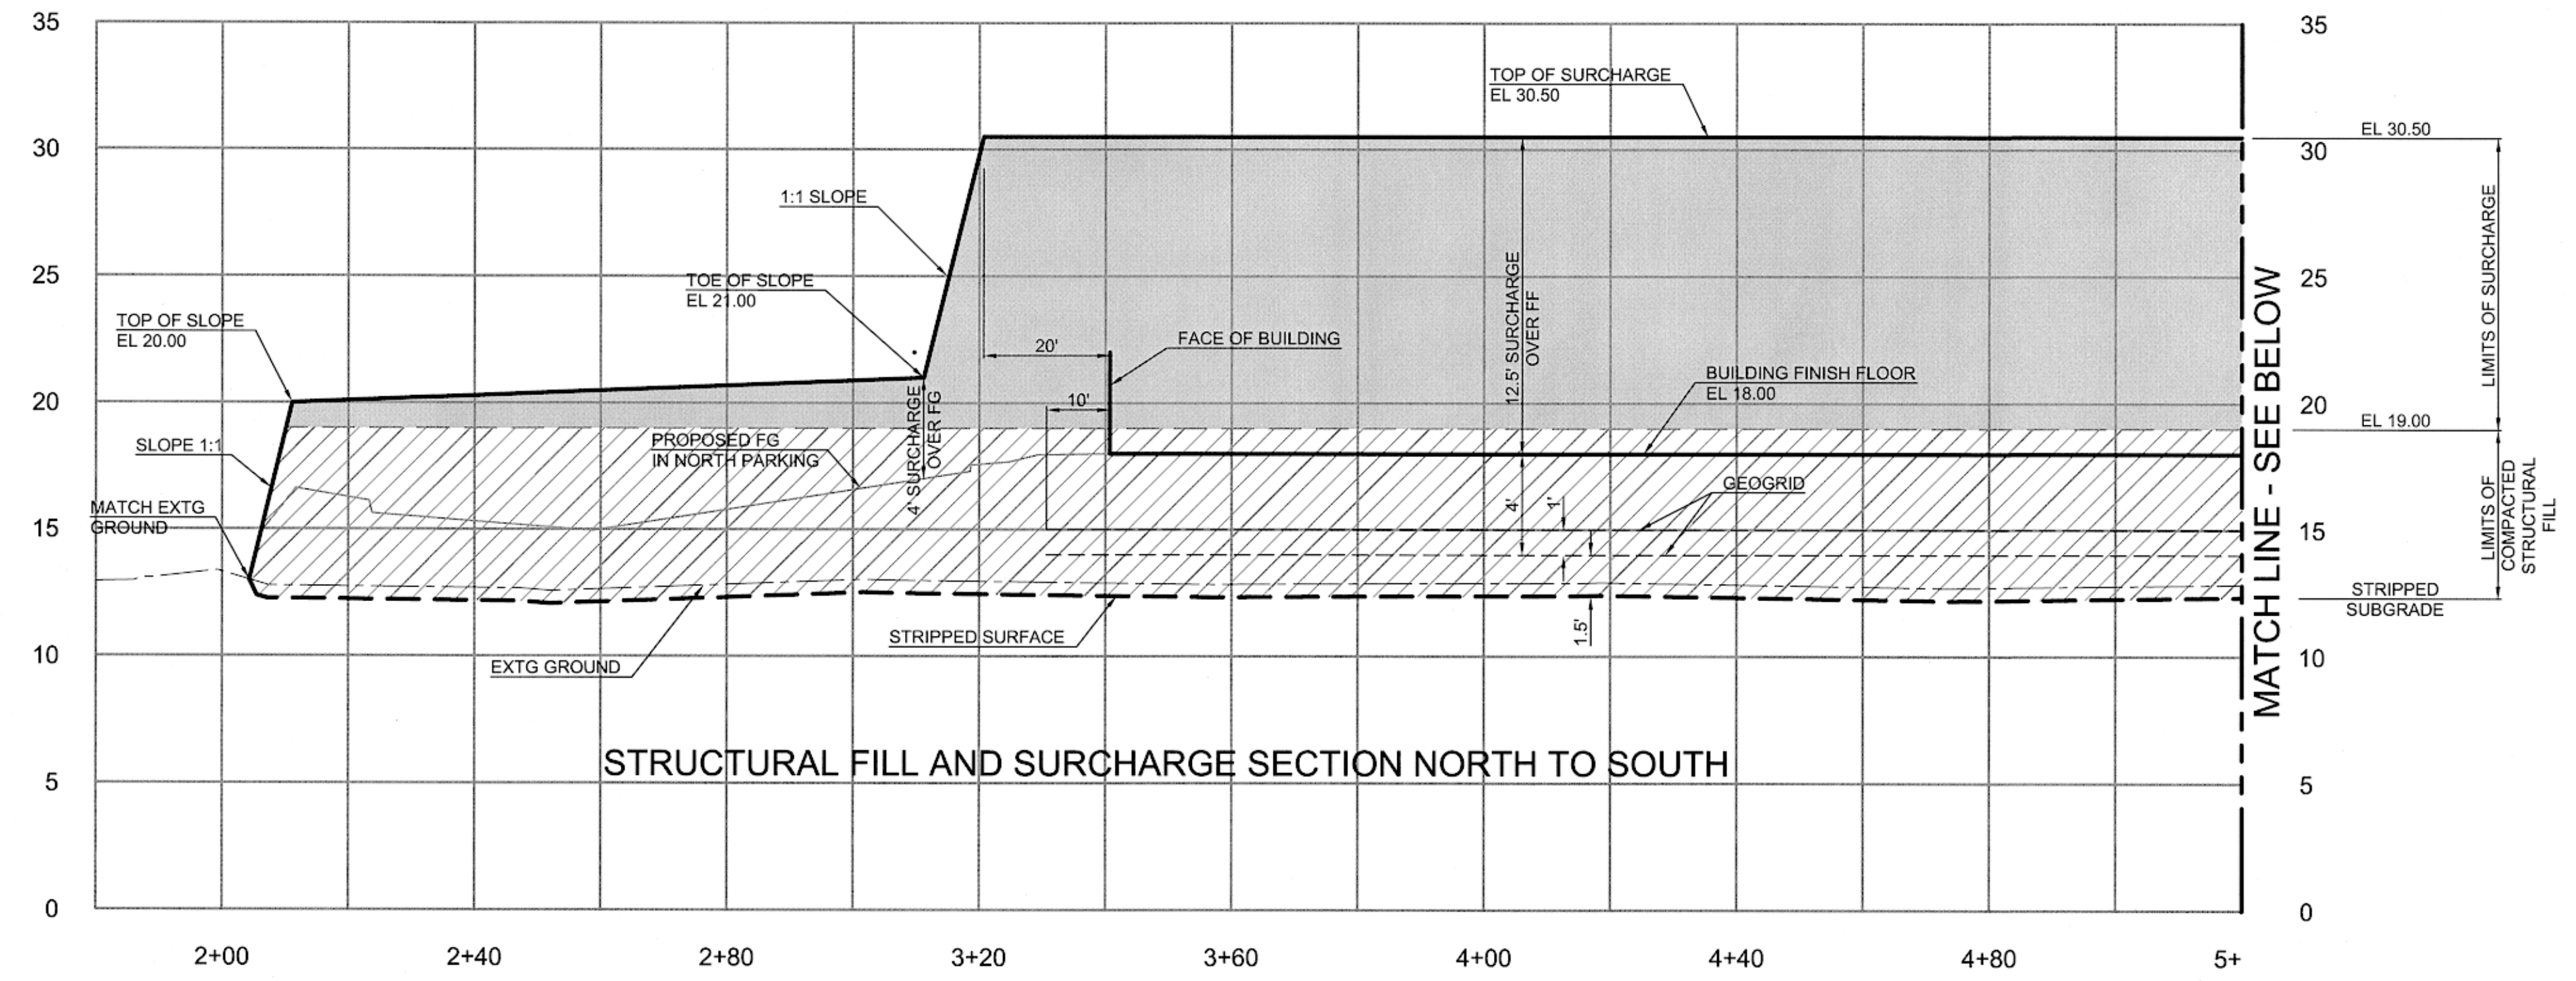 35
30
25
20
15
10
5
0
TOP OF SURCHARGE
EL 30.50
1:1 SLOPE
TOE OF SLOPE
EL 21.00
TOP OF SLOPE
EL 20.00
SLOPE 1:1
MATCH EXTG
GROUND
PROPOSED FG
IN NORTH PARKING
4' SURCHARGE
OVER FG
20'
10'
FACE OF BUILDING
12.5' SURCHARGE
OVER FF
BUILDING FINISH FLOOR
EL 18.00
4'
1'
GEOGRID
1.5'
STRIPPED SURFACE
EXTG GROUND
STRUCTURAL FILL AND SURCHARGE SECTION NORTH TO SOUTH
2+00
2+40
2+80
3+20
3+60
4+00
4+40
4+80
5+
MATCH LINE - SEE BELOW
35
30
25
20
15
10
5
0
EL 30.50
LIMITS OF SURCHARGE
EL 19.00
LIMITS OF
COMPACTED
STRUCTURAL
FILL
STRIPPED
SUBGRADE